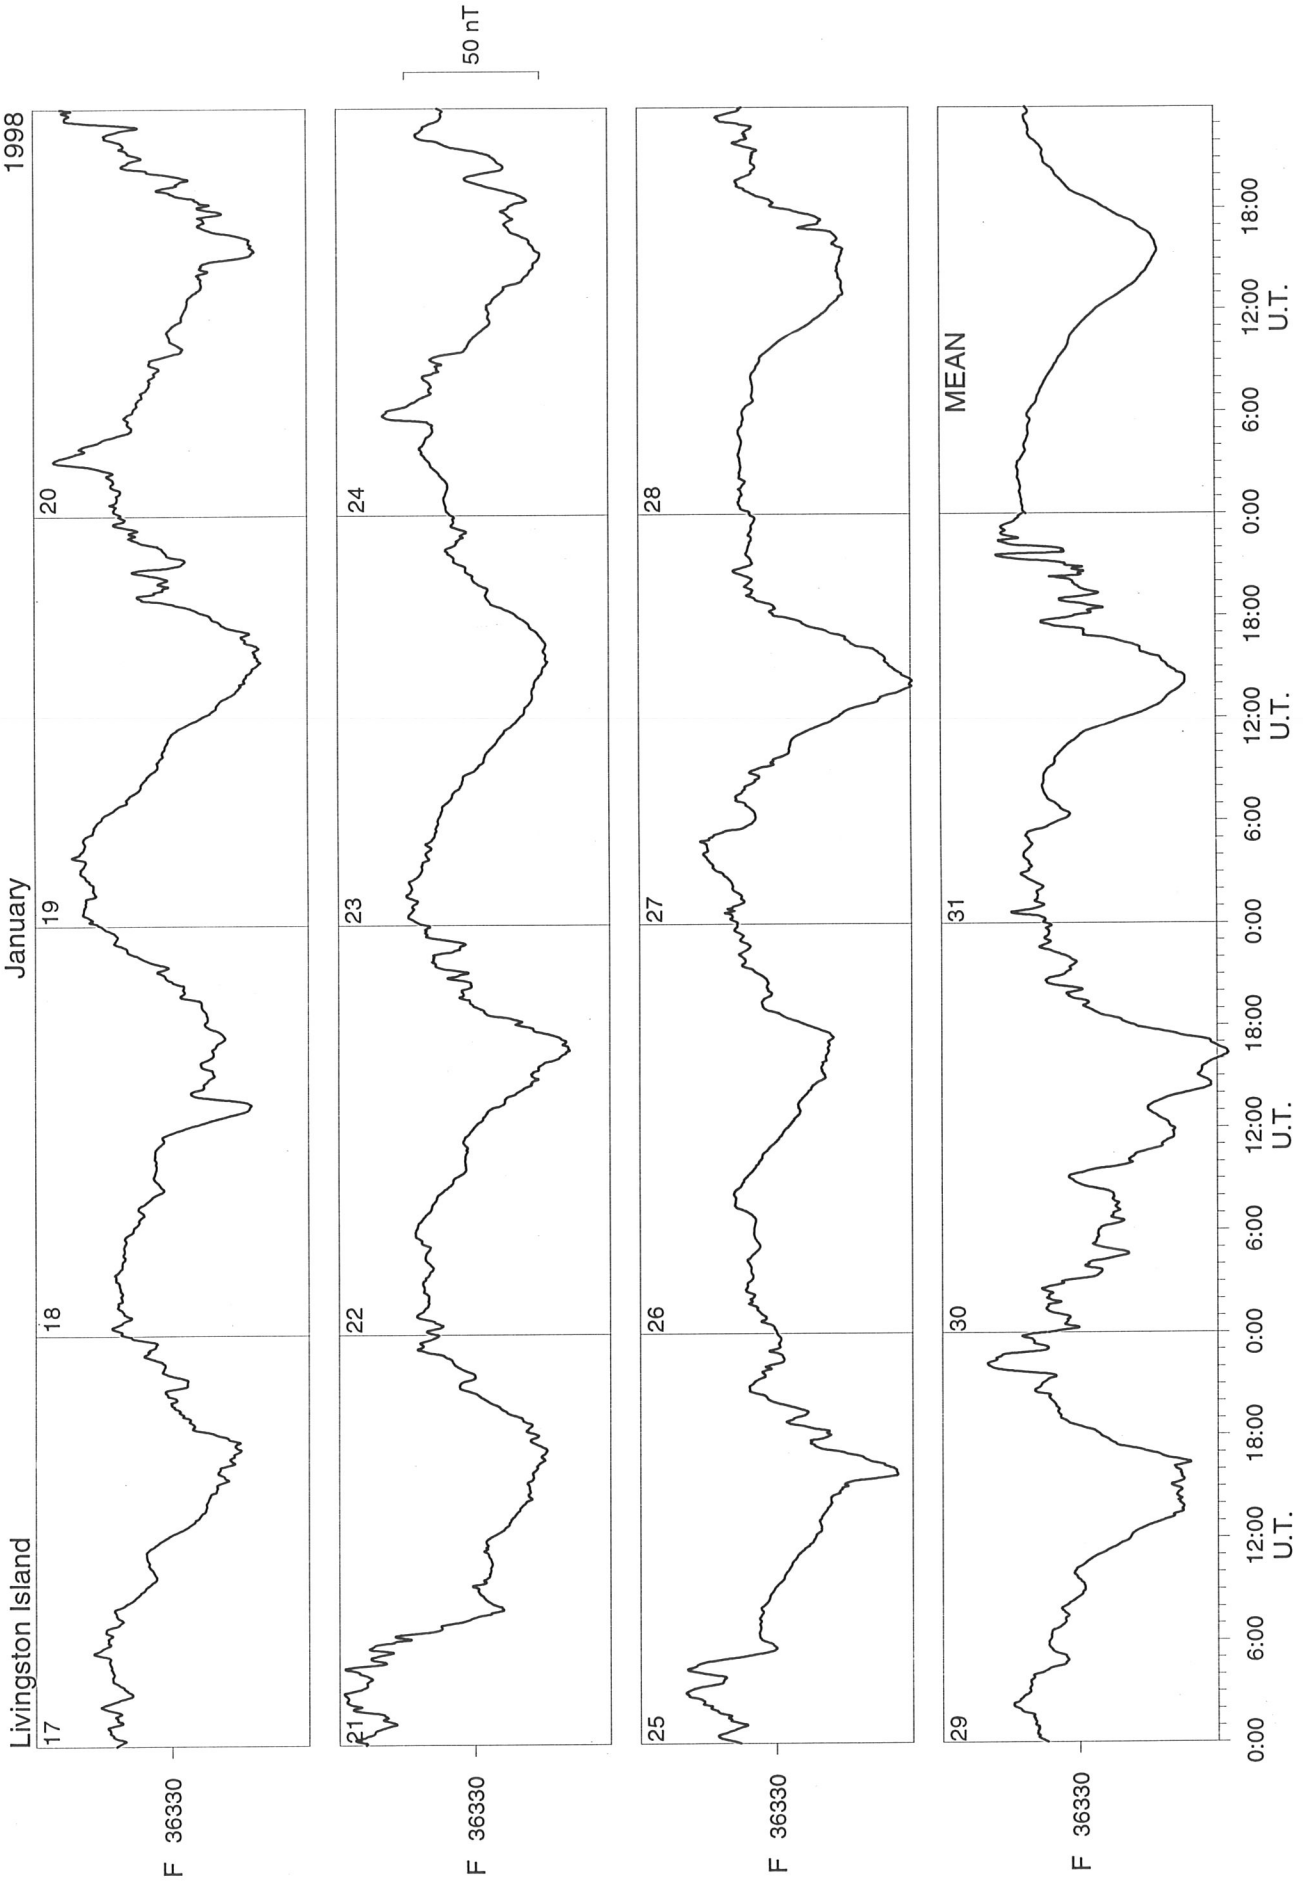 Livingston Island January 1998
17 18 19 20
F 36330
50 nT
21 22 23 24
F 36330
25 26 27 28
F 36330
29 30 31 MEAN
F 36330
0:00 6:00 12:00 18:00 0:00 6:00 12:00 18:00 0:00 6:00 12:00 18:00 0:00 6:00 12:00 18:00
U.T. U.T. U.T. U.T.